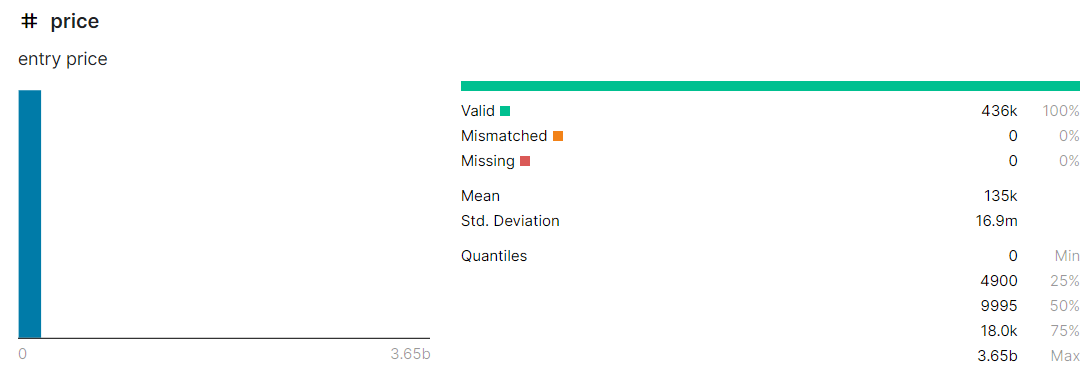 # price
entry price
0 3.65b
Valid 436k 100%
Mismatched 0 0%
Missing 0 0%
Mean 135k
Std. Deviation 16.9m
Quantiles 0 Min
4900 25%
9995 50%
18.0k 75%
3.65b Max